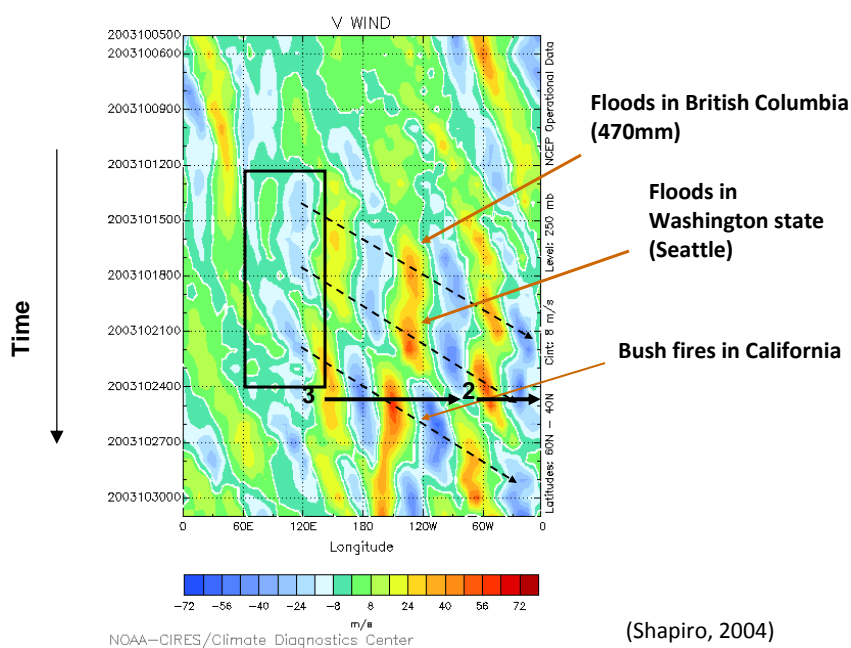 V WIND
2003100500
2003100600
2003100900
2003101200
2003101500
2003101800
2003102100
2003102400
2003102700
2003103000
0 60E 120E 180 120W 60W 0
Longitude
Time
3
2
NCEP Operational Data
Level: 250 mb
Cint: 8 m/s
Latitudes: 60N – 40N
Floods in British Columbia
(470mm)
Floods in
Washington state
(Seattle)
Bush fires in California
−72 −56 −40 −24 −8 8 24 40 56 72
m/s
NOAA−CIRES/Climate Diagnostics Center
(Shapiro, 2004)